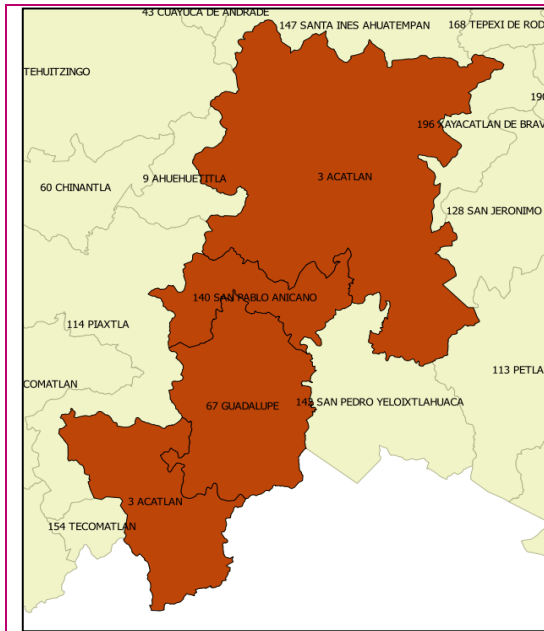 43 CUAYUCA DE ANDRADE
147 SANTA INES AHUATEMPAN
168 TEPEXI DE ROD
TEHUITZINGO
190
196 XAYACATLAN DE BRAV
9 AHUEHUETITLA
3 ACATLAN
60 CHINANTLA
128 SAN JERONIMO
140 SAN PABLO ANICANO
114 PIAXTLA
113 PETLA
COMATLAN
67 GUADALUPE
SAN PEDRO YELOIXTLAHUACA
3 ACATLAN
154 TECOMATLAN